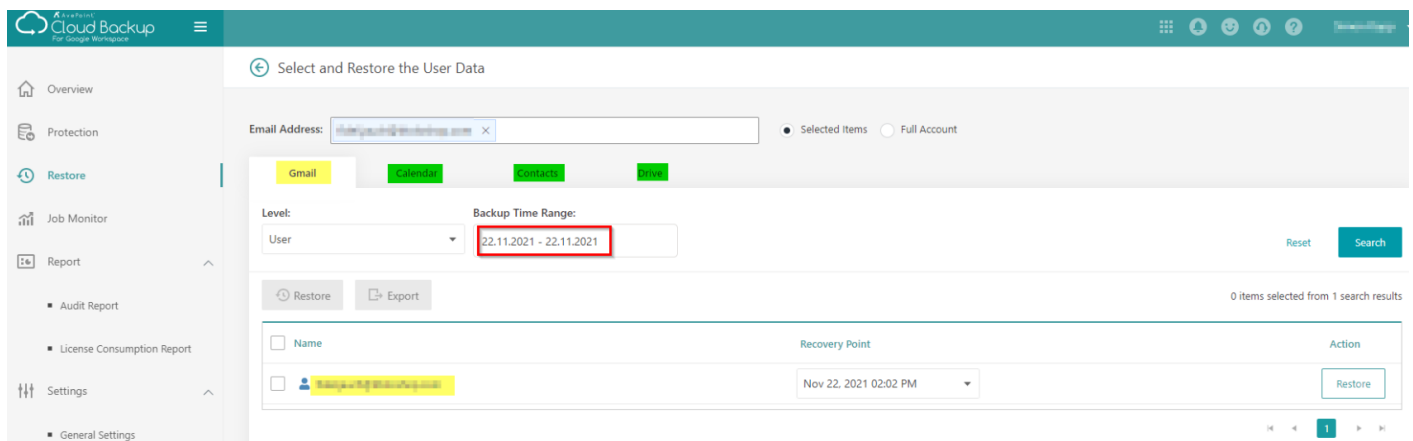 AvePoint
Cloud Backup
For Google Workspace
Select and Restore the User Data
Overview
Protection
Restore
Job Monitor
Report
Audit Report
License Consumption Report
Settings
General Settings
Email Address:
Selected Items Full Account
Gmail Calendar Contacts Drive
Level: Backup Time Range:
User 22.11.2021 - 22.11.2021 Reset Search
Restore Export 0 items selected from 1 search results
Name Recovery Point Action
Nov 22, 2021 02:02 PM Restore
1